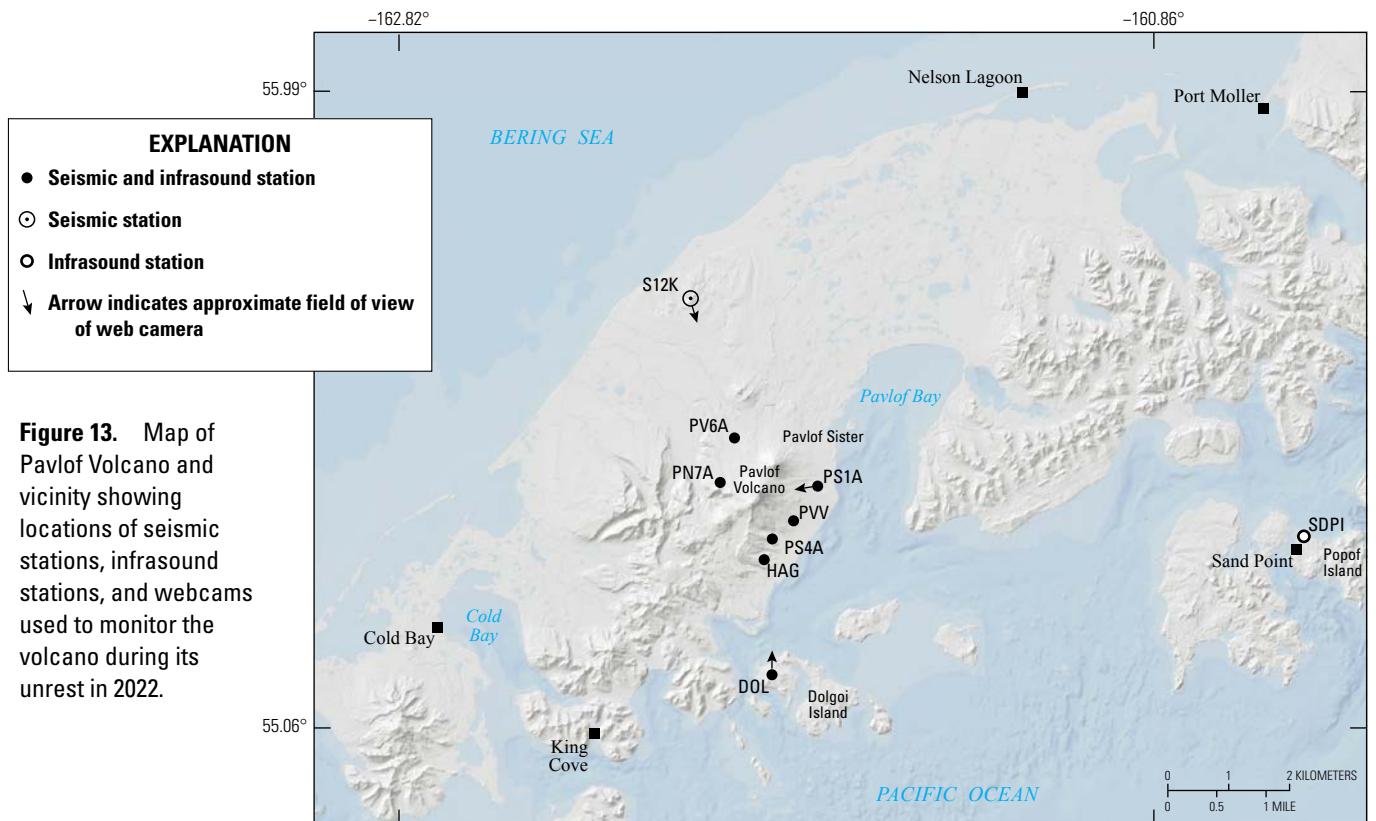 −162.82°
−160.86°
55.99°
Nelson Lagoon
Port Moller
EXPLANATION
Seismic and infrasound station
Seismic station
Infrasound station
Arrow indicates approximate field of view
of web camera
BERING SEA
S12K
Pavlof Bay
Figure 13. Map of
Pavlof Volcano and
vicinity showing
locations of seismic
stations, infrasound
stations, and webcams
used to monitor the
volcano during its
unrest in 2022.
PV6A
Pavlof Sister
PN7A
Pavlof
Volcano
PS1A
PVV
PS4A
HAG
SDPI
Sand Point
Popof
Island
Cold Bay
Cold
Bay
DOL
Dolgoi
Island
55.06°
King
Cove
PACIFIC OCEAN
0 1 2 KILOMETERS
0 0.5 1 MILE